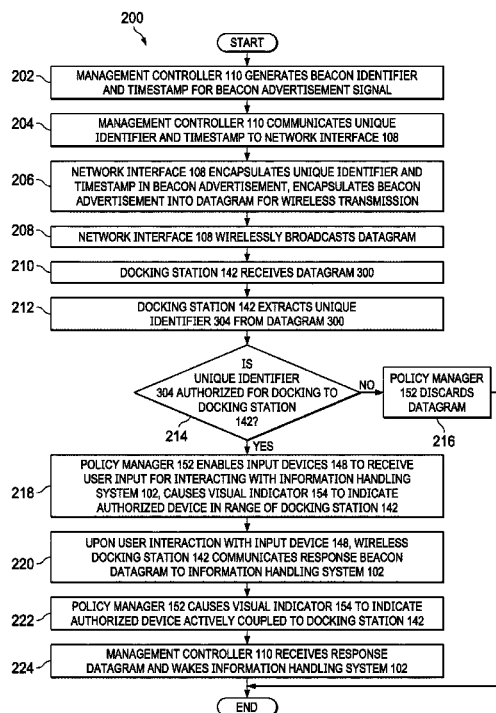 200
START
202
MANAGEMENT CONTROLLER 110 GENERATES BEACON IDENTIFIER
AND TIMESTAMP FOR BEACON ADVERTISEMENT SIGNAL
204
MANAGEMENT CONTROLLER 110 COMMUNICATES UNIQUE
IDENTIFIER AND TIMESTAMP TO NETWORK INTERFACE 108
206
NETWORK INTERFACE 108 ENCAPSULATES UNIQUE IDENTIFIER AND
TIMESTAMP IN BEACON ADVERTISEMENT, ENCAPSULATES BEACON
ADVERTISEMENT INTO DATAGRAM FOR WIRELESS TRANSMISSION
208
NETWORK INTERFACE 108 WIRELESSLY BROADCASTS DATAGRAM
210
DOCKING STATION 142 RECEIVES DATAGRAM 300
212
DOCKING STATION 142 EXTRACTS UNIQUE
IDENTIFIER 304 FROM DATAGRAM 300
IS
UNIQUE IDENTIFIER
304 AUTHORIZED FOR DOCKING TO
DOCKING STATION
142?
214
NO
POLICY MANAGER
152 DISCARDS
DATAGRAM
216
YES
218
POLICY MANAGER 152 ENABLES INPUT DEVICES 148 TO RECEIVE
USER INPUT FOR INTERACTING WITH INFORMATION HANDLING
SYSTEM 102, CAUSES VISUAL INDICATOR 154 TO INDICATE
AUTHORIZED DEVICE IN RANGE OF DOCKING STATION 142
220
UPON USER INTERACTION WITH INPUT DEVICE 148, WIRELESS
DOCKING STATION 142 COMMUNICATES RESPONSE BEACON
DATAGRAM TO INFORMATION HANDLING SYSTEM 102
222
POLICY MANAGER 152 CAUSES VISUAL INDICATOR 154 TO INDICATE
AUTHORIZED DEVICE ACTIVELY COUPLED TO DOCKING STATION 142
224
MANAGEMENT CONTROLLER 110 RECEIVES RESPONSE
DATAGRAM AND WAKES INFORMATION HANDLING SYSTEM 102
END